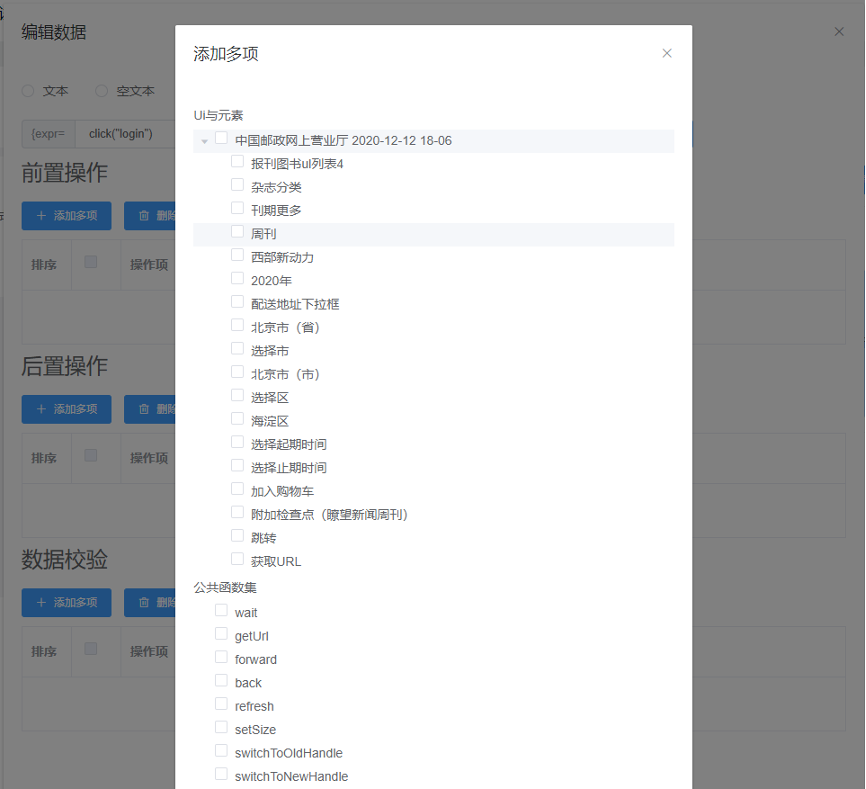 编辑数据
添加多项
文本
空文本
{expr=
click("login")
前置操作
添加多项
删除
排序
操作项
后置操作
添加多项
删除
排序
操作项
数据校验
添加多项
删除
排序
操作项
Ui与元素
中国邮政网上营业厅 2020-12-12 18-06
报刊图书ul列表4
杂志分类
刊期更多
周刊
西部新动力
2020年
配送地址下拉框
北京市（省）
选择市
北京市（市）
选择区
海淀区
选择起期时间
选择止期时间
加入购物车
附加检查点（瞭望新闻周刊）
跳转
获取URL
公共函数集
wait
getUrl
forward
back
refresh
setSize
switchToOldHandle
switchToNewHandle